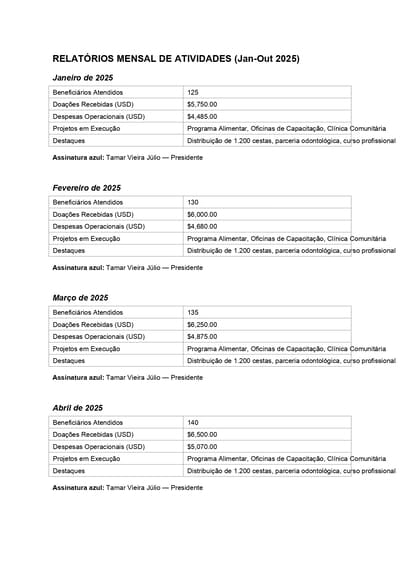 RELATÓRIOS MENSAL DE ATIVIDADES (Jan-Out 2025)
Janeiro de 2025
Beneficiários Atendidos 125
Doações Recebidas (USD) $5,750.00
Despesas Operacionais (USD) $4,485.00
Projetos em Execução Programa Alimentar, Oficinas de Capacitação, Clínica Comunitária
Destaques Distribuição de 1.200 cestas, parceria odontológica, curso profissional
Assinatura azul: Tamar Vieira Júlio — Presidente
Fevereiro de 2025
Beneficiários Atendidos 130
Doações Recebidas (USD) $6,000.00
Despesas Operacionais (USD) $4,680.00
Projetos em Execução Programa Alimentar, Oficinas de Capacitação, Clínica Comunitária
Destaques Distribuição de 1.200 cestas, parceria odontológica, curso profissional
Assinatura azul: Tamar Vieira Júlio — Presidente
Março de 2025
Beneficiários Atendidos 135
Doações Recebidas (USD) $6,250.00
Despesas Operacionais (USD) $4,875.00
Projetos em Execução Programa Alimentar, Oficinas de Capacitação, Clínica Comunitária
Destaques Distribuição de 1.200 cestas, parceria odontológica, curso profissional
Assinatura azul: Tamar Vieira Júlio — Presidente
Abril de 2025
Beneficiários Atendidos 140
Doações Recebidas (USD) $6,500.00
Despesas Operacionais (USD) $5,070.00
Projetos em Execução Programa Alimentar, Oficinas de Capacitação, Clínica Comunitária
Destaques Distribuição de 1.200 cestas, parceria odontológica, curso profissional
Assinatura azul: Tamar Vieira Júlio — Presidente